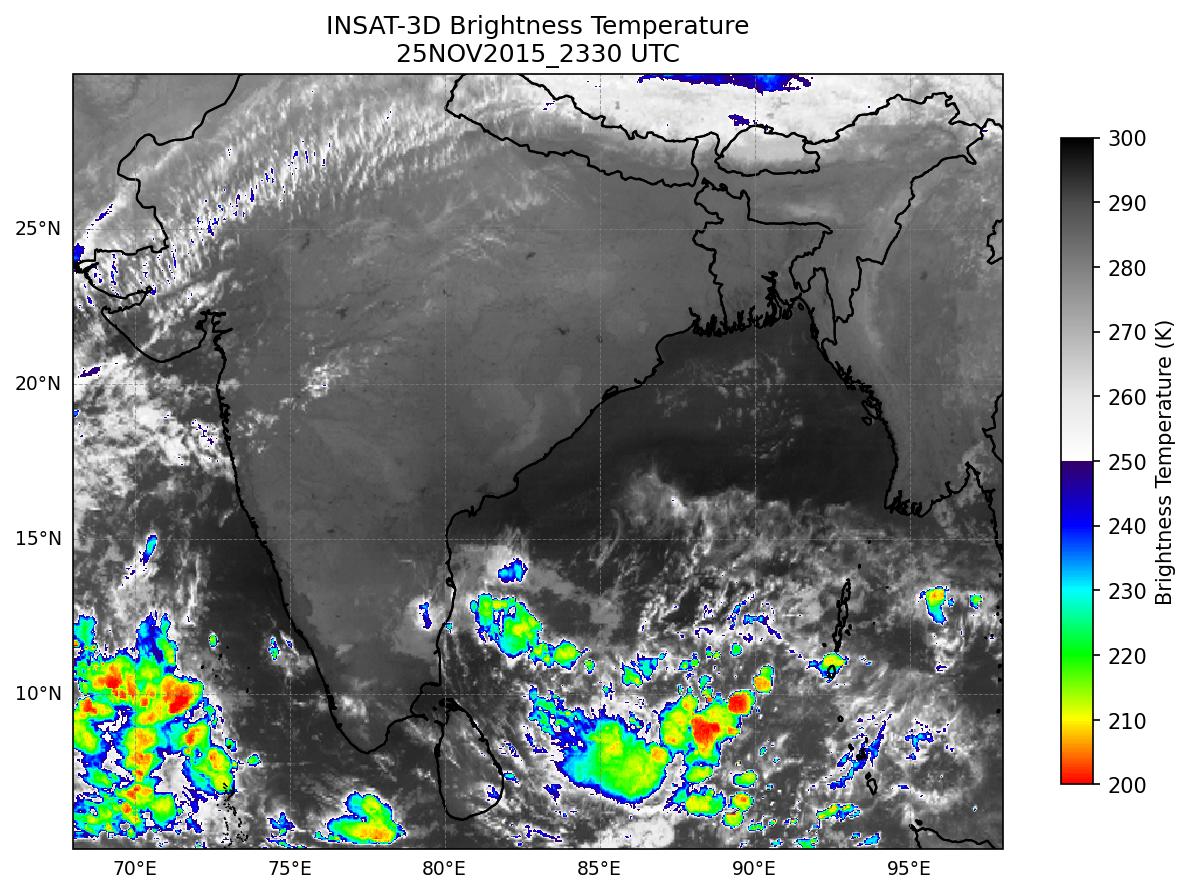 INSAT-3D Brightness Temperature
25NOV2015_2330 UTC
25°N
20°N
15°N
10°N
70°E
75°E
80°E
85°E
90°E
95°E
300
290
280
270
260
250
240
230
220
210
200
Brightness Temperature (K)